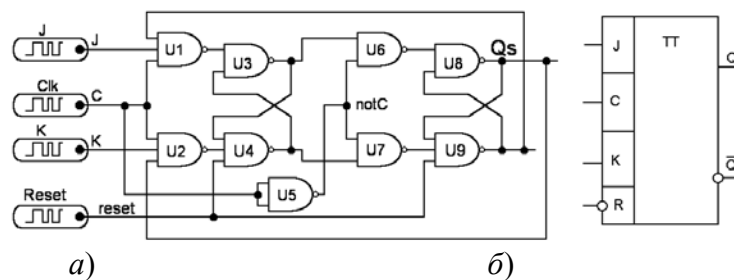 J
J
U1
U3
U6
U8
Qs
Clk
C
notC
K
K
U2
U4
U7
U9
U5
Reset
reset
а)
б)
J
TT
C
K
R
Q